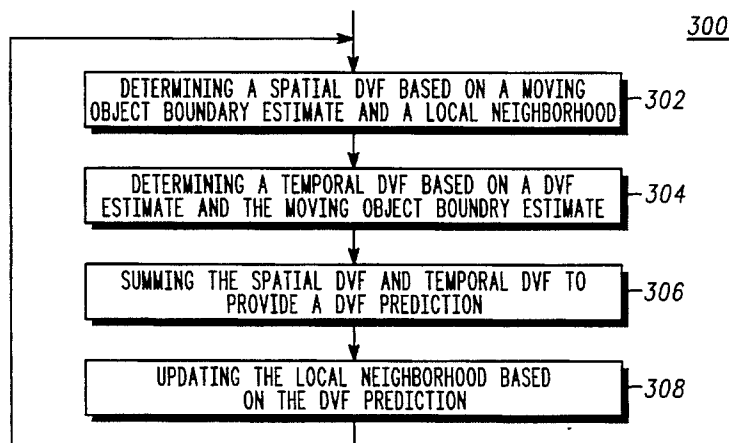 300
DETERMINING A SPATIAL DVF BASED ON A MOVING
OBJECT BOUNDARY ESTIMATE AND A LOCAL NEIGHBORHOOD
302
DETERMINING A TEMPORAL DVF BASED ON A DVF
ESTIMATE AND THE MOVING OBJECT BOUNDRY ESTIMATE
304
SUMMING THE SPATIAL DVF AND TEMPORAL DVF TO
PROVIDE A DVF PREDICTION
306
UPDATING THE LOCAL NEIGHBORHOOD BASED
ON THE DVF PREDICTION
308